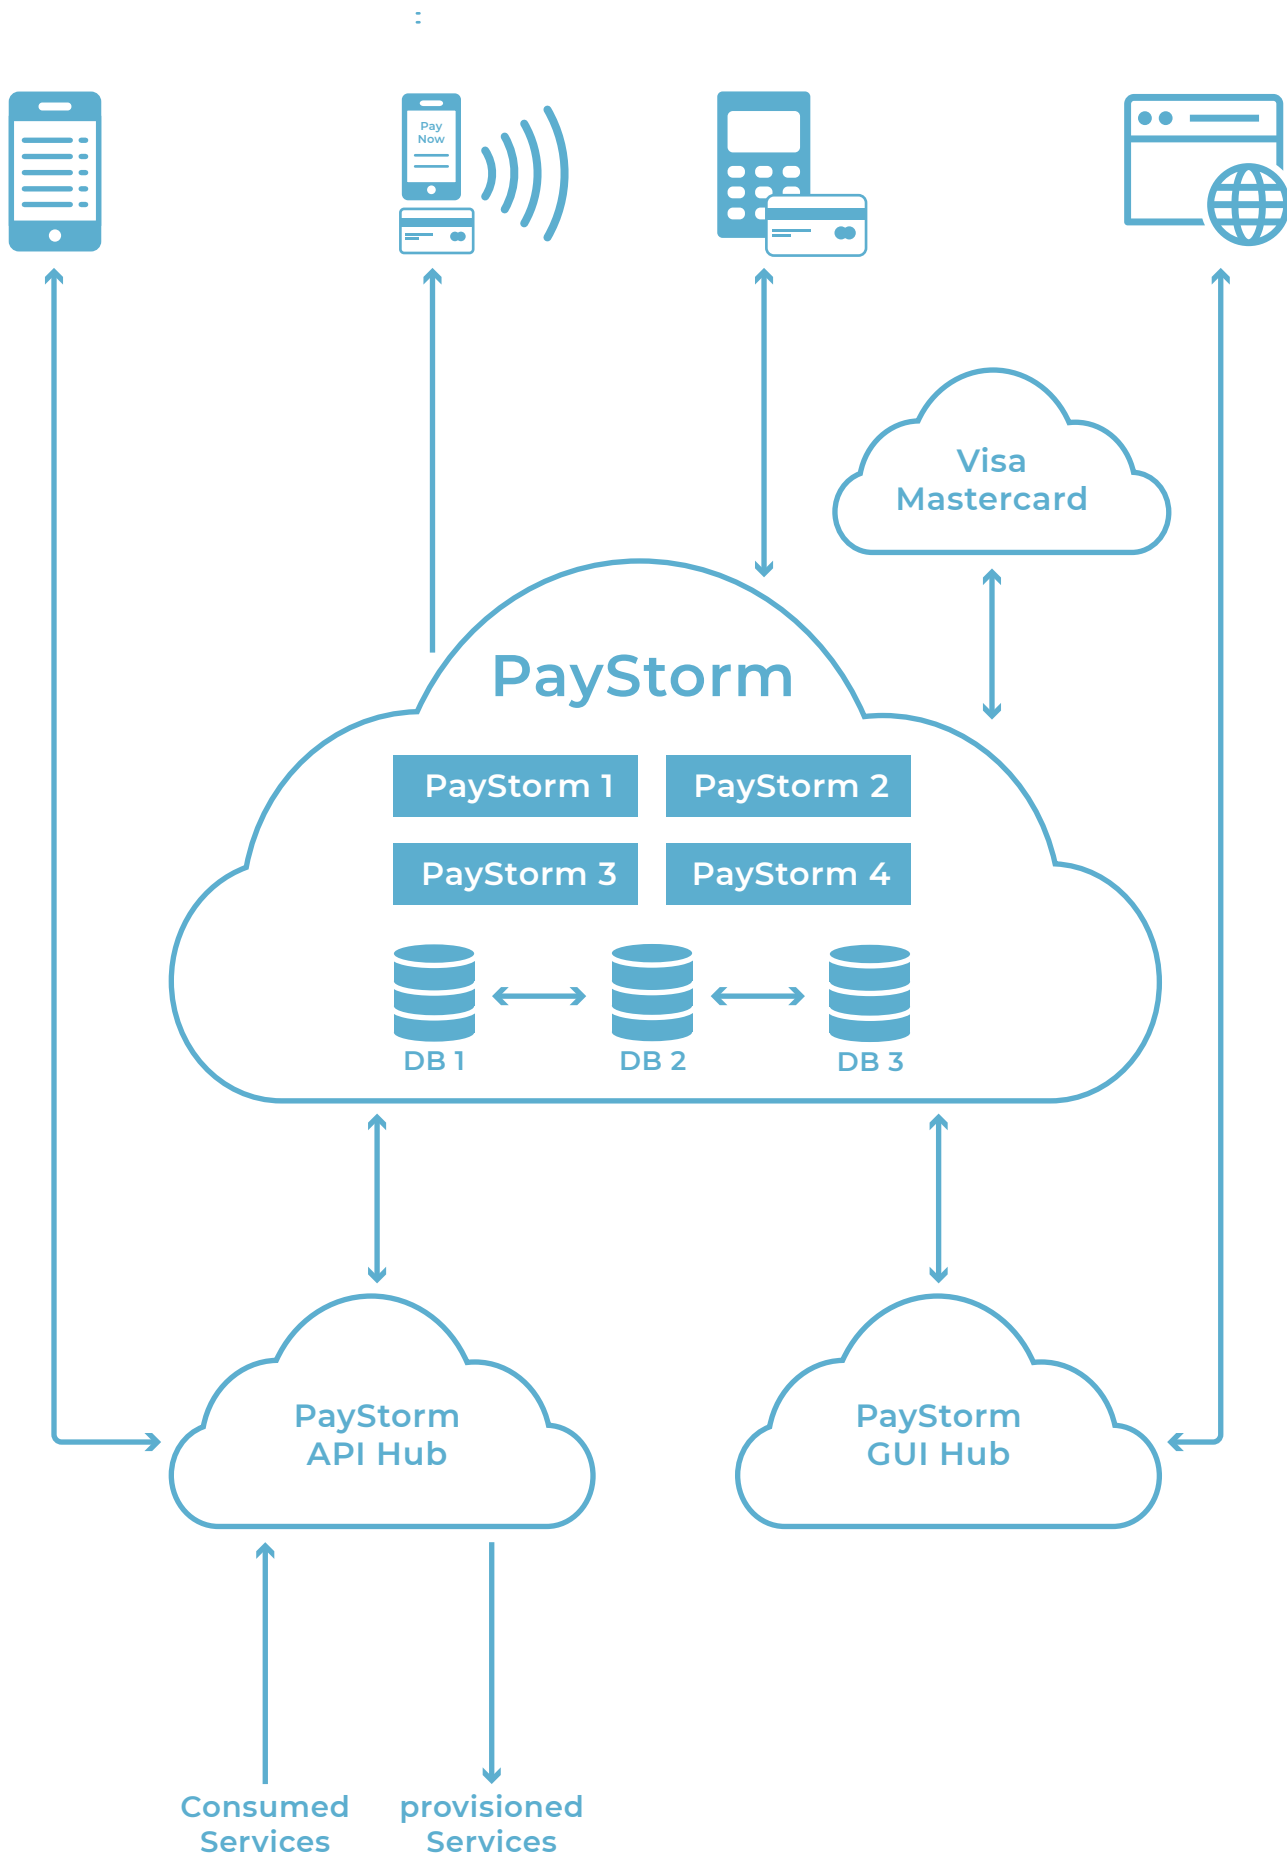 :
Pay
Now
Visa
Mastercard
PayStorm
PayStorm 1
PayStorm 2
PayStorm 3
PayStorm 4
DB 1
DB 2
DB 3
PayStorm
API Hub
PayStorm
GUI Hub
Consumed
Services
provisioned
Services